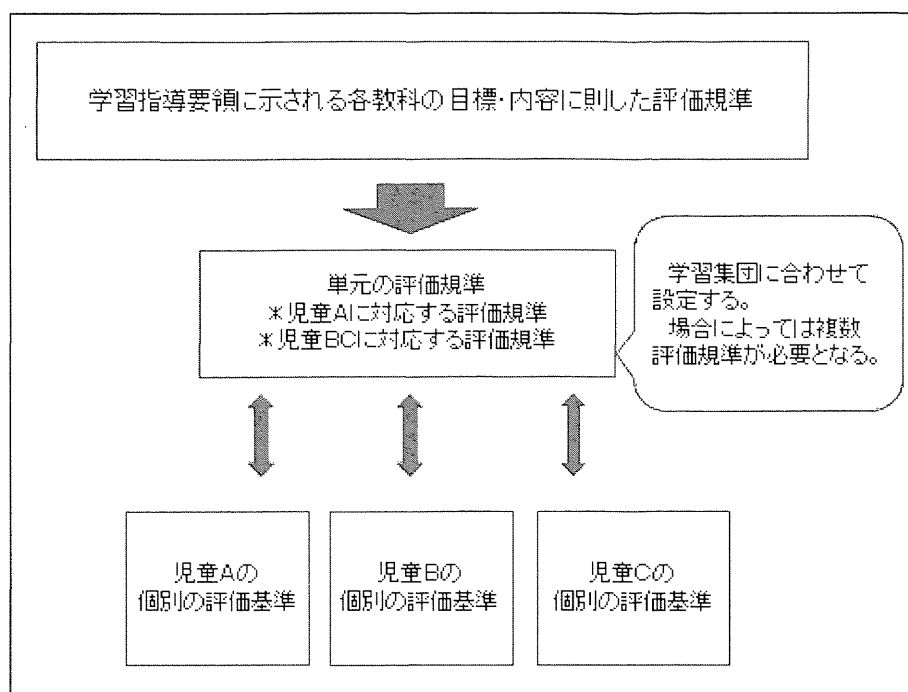 学習指導要領に示される各教科の目標・内容に則した評価規準
単元の評価規準
＊児童Aに対応する評価規準
＊児童BCに対応する評価規準
学習集団に合わせて
設定する。
場合によっては複数
評価規準が必要となる。
児童Aの
個別の評価基準
児童Bの
個別の評価基準
児童Cの
個別の評価基準